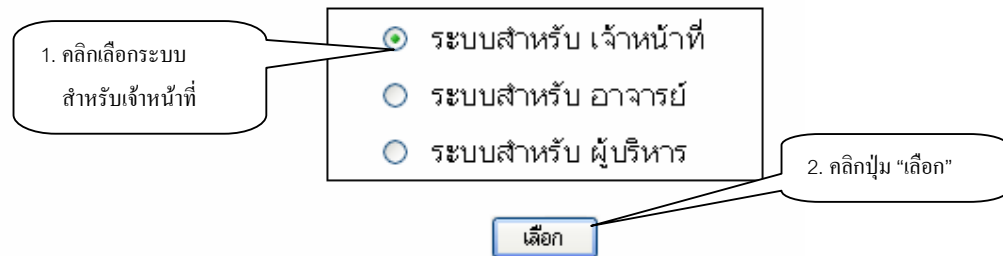 1. คลิกเลือกระบบ
สำหรับเจ้าหน้าที่
ระบบสำหรับ เจ้าหน้าที่
ระบบสำหรับ อาจารย์
ระบบสำหรับ ผู้บริหาร
2. คลิกปุ่ม “เลือก”
เลือก